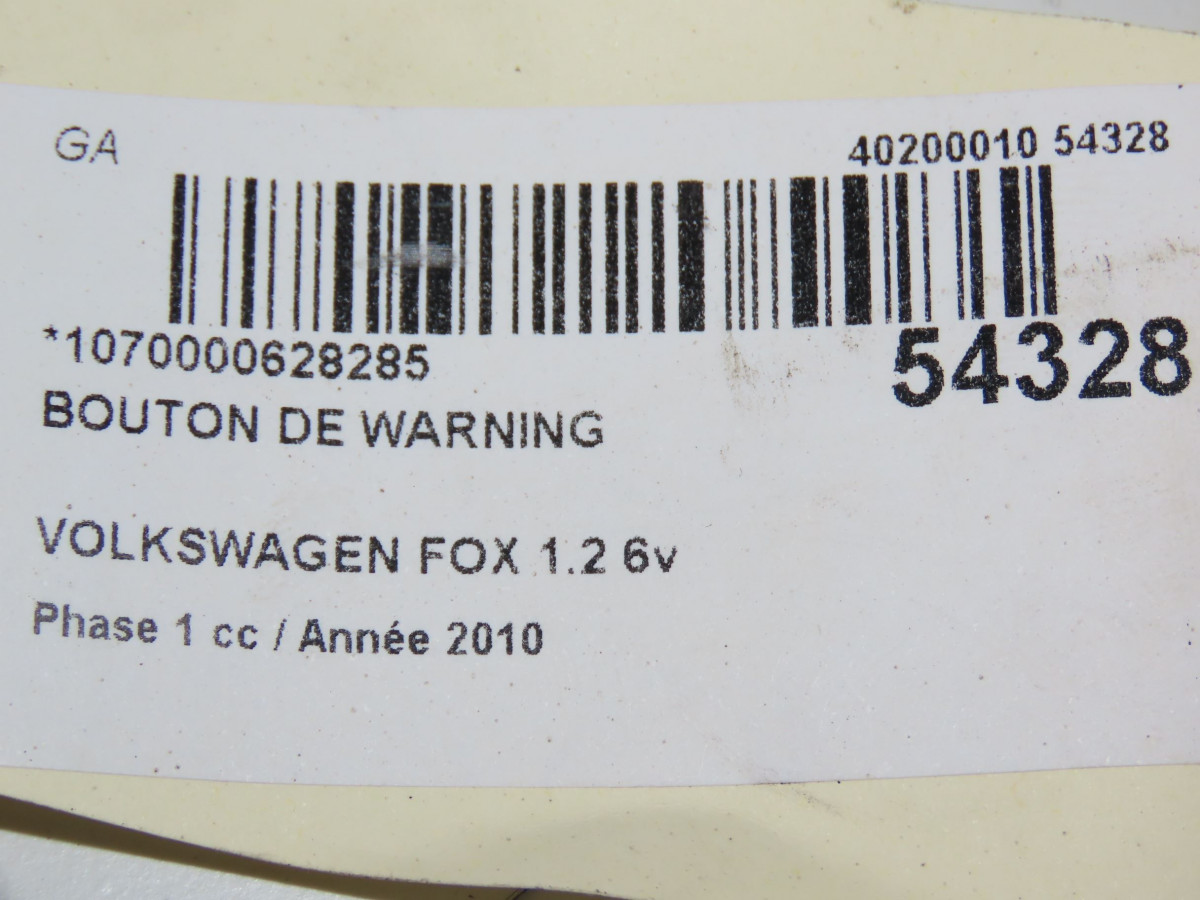 GA
40200010 54328
*1070000628285
54328
BOUTON DE WARNING
VOLKSWAGEN FOX 1.2 6v
Phase 1 cc / Année 2010